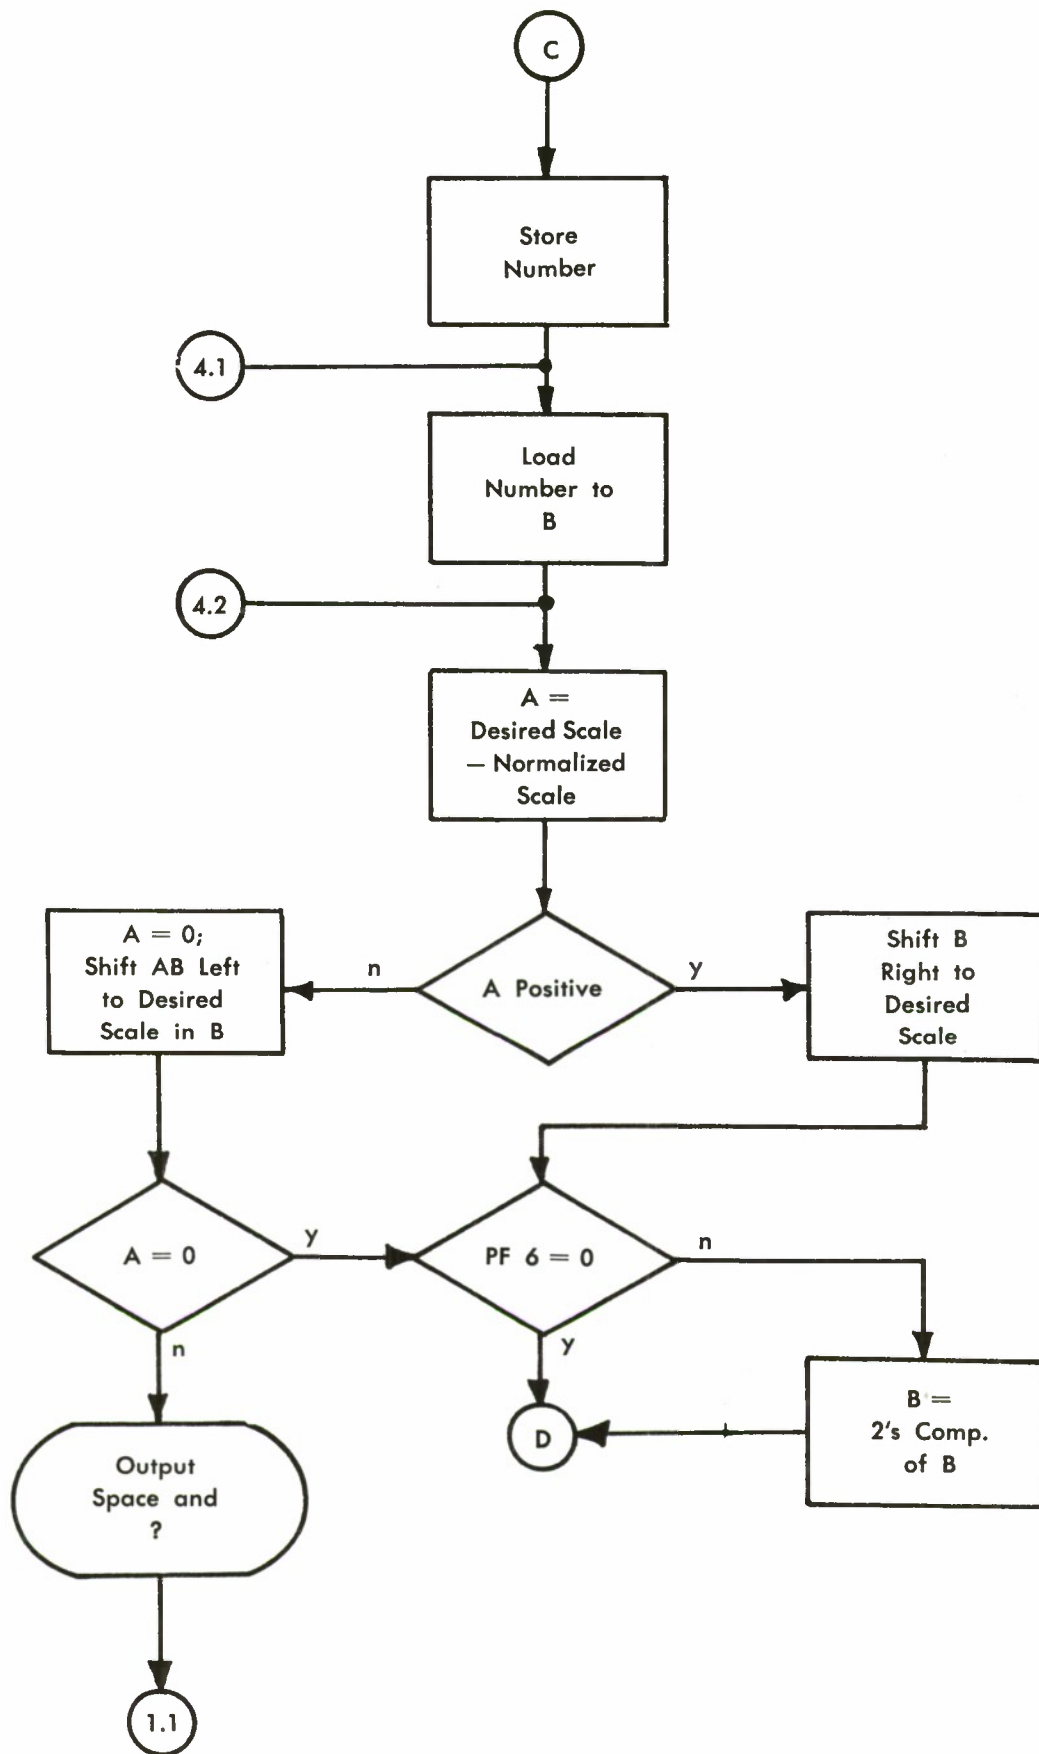 C
Store
Number
4.1
Load
Number to
B
4.2
A =
Desired Scale
— Normalized
Scale
A = 0;
Shift AB Left
to Desired
Scale in B
n
A Positive
y
Shift B
Right to
Desired
Scale
A = 0
y
PF 6 = 0
n
n
y
B =
2's Comp.
of B
D
Output
Space and
?
1.1